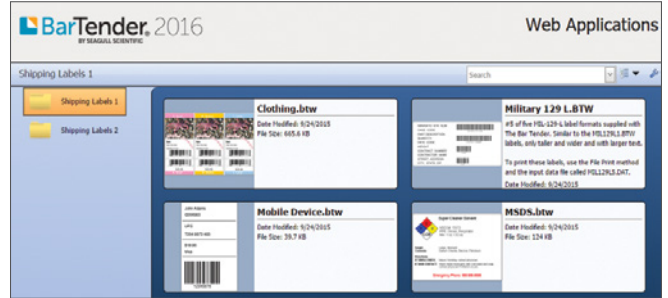 BarTender® 2016
BY SEAGULL SCIENTIFIC
Web Applications
Shipping Labels 1
Search
Shipping Labels 1
Shipping Labels 2
Clothing.btw
Date Modified: 9/24/2015
File Size: 665.6 KB
Military 129 L.BTW
#5 of five MIL-129-L label formats supplied with
The Bar Tender. Similar to the MIL129LS.BTW
labels, only taller and wider and with larger text.
To print these labels, use the File Print method
and the input data file called MIL129LS.DAT.
Date Modified: 9/24/2015
Mobile Device.btw
Date Modified: 9/24/2015
File Size: 39.7 KB
MSDS.btw
Date Modified: 9/24/2015
File Size: 124 KB